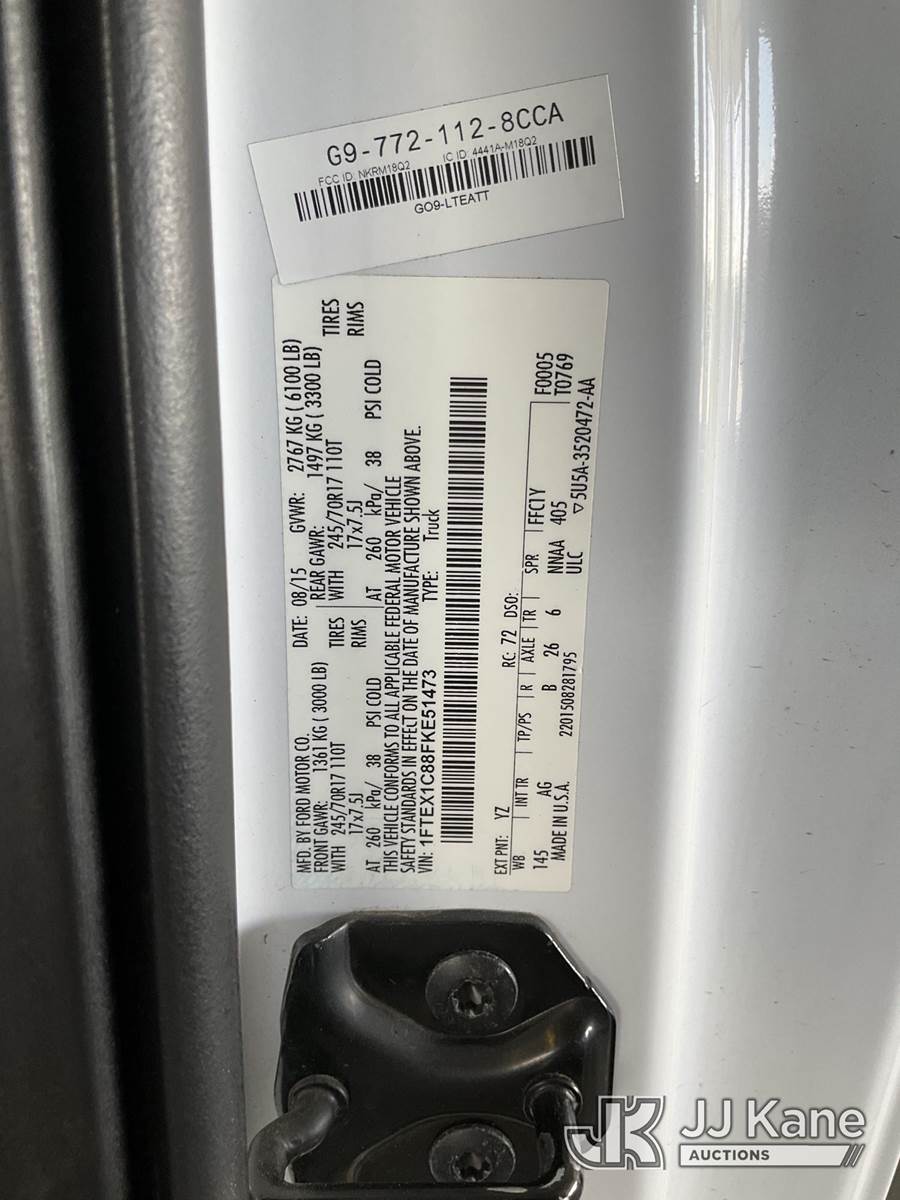 G9-772-112-8CCA
FCC ID: NKRM18Q2 IC ID: 4441A-M18Q2
GO9-LTEATT
MFD. BY FORD MOTOR CO.
DATE: 08/15 GVWR: 2767 KG ( 6100 LB)
FRONT GAWR: 1361 KG ( 3000 LB) REAR GAWR: 1497 KG ( 3300 LB)
WITH 245/70R17 110T TIRES WITH 245/70R17 110T TIRES
17x7.5J RIMS 17x7.5J RIMS
AT 260 kPa/ 38 PSI COLD AT 260 kPa/ 38 PSI COLD
THIS VEHICLE CONFORMS TO ALL APPLICABLE FEDERAL MOTOR VEHICLE
SAFETY STANDARDS IN EFFECT ON THE DATE OF MANUFACTURE SHOWN ABOVE.
VIN: 1FTEX1C88FKE51473 TYPE: Truck
EXT PNT: YZ RC: 72 DSO:
WB INT TR TP/PS R AXLE TR SPR FFC1Y F0005
145 AG B 26 6 NNAA 405 T0769
MADE IN U.S.A. 2201508281795 ULC ▽5U5A-3520472-AA
JK JJ Kane
AUCTIONS